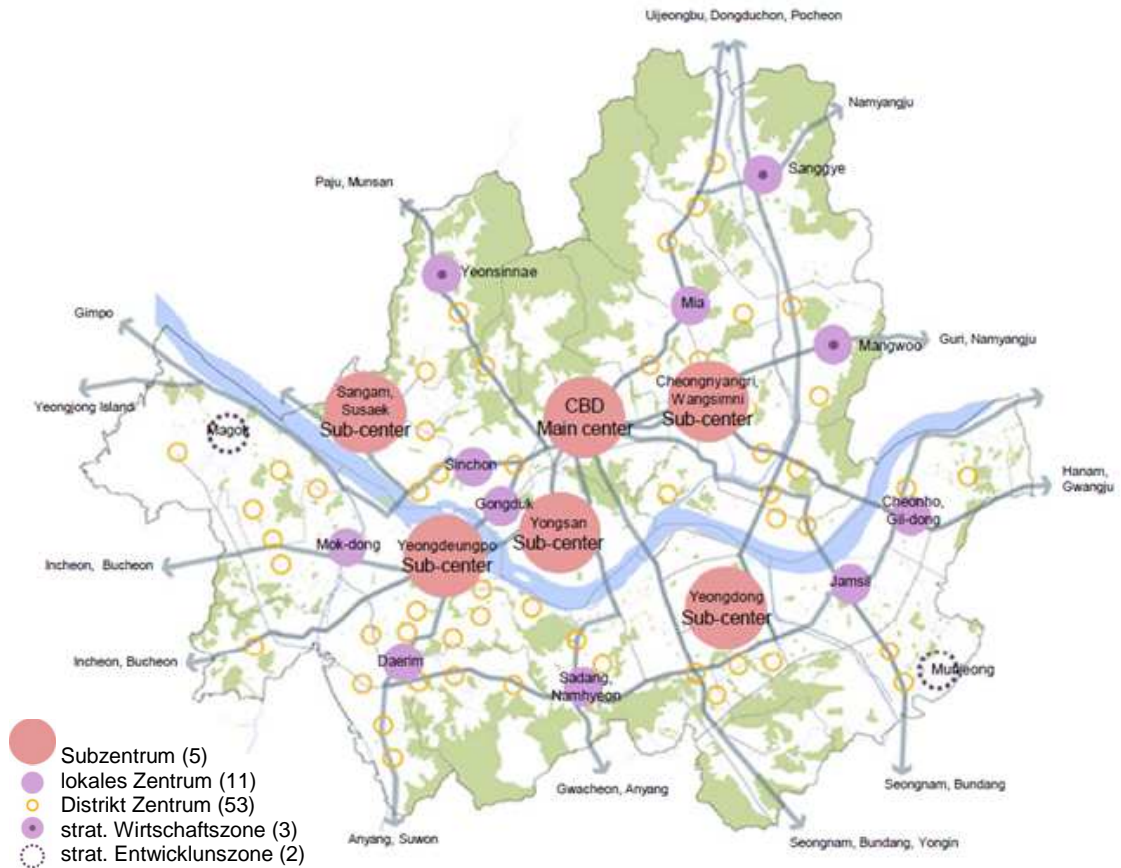 Uijeongbu, Dongduchon, Pocheon
Namyangju
Sanggye
Paju, Munsan
Yeonsinnae
Mia
Gimpo
Mangwoo
Guri, Namyangju
Yeongjong Island
Sangam,
Susaek
Sub-center
CBD
Main center
Cheongnyangri,
Wangsimni
Sub-center
Magok
Sinchon
Gongduk
Hanam,
Gwangju
Cheonho,
Gil-dong
Yongsan
Sub-center
Mok-dong
Yeongdeungpo
Sub-center
Incheon, Bucheon
Jamsil
Yeongdong
Sub-center
Incheon, Bucheon
Daerim
Sadang,
Namhyeon
Munjeong
Gwacheon, Anyang
Seongnam, Bundang
Anyang, Suwon
Seongnam, Bundang, Yongin
Subzentrum (5)
lokales Zentrum (11)
Distrikt Zentrum (53)
strat. Wirtschaftszone (3)
strat. Entwicklunszone (2)